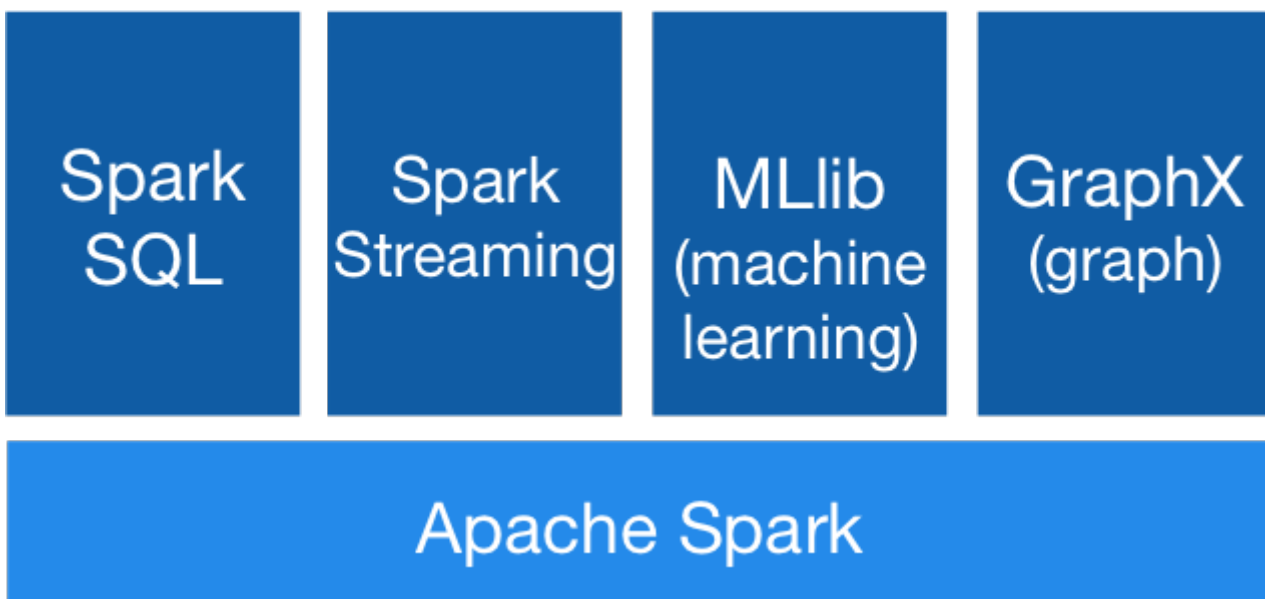 Spark
SQL
Spark
Streaming
MLlib
(machine
learning)
GraphX
(graph)
Apache Spark